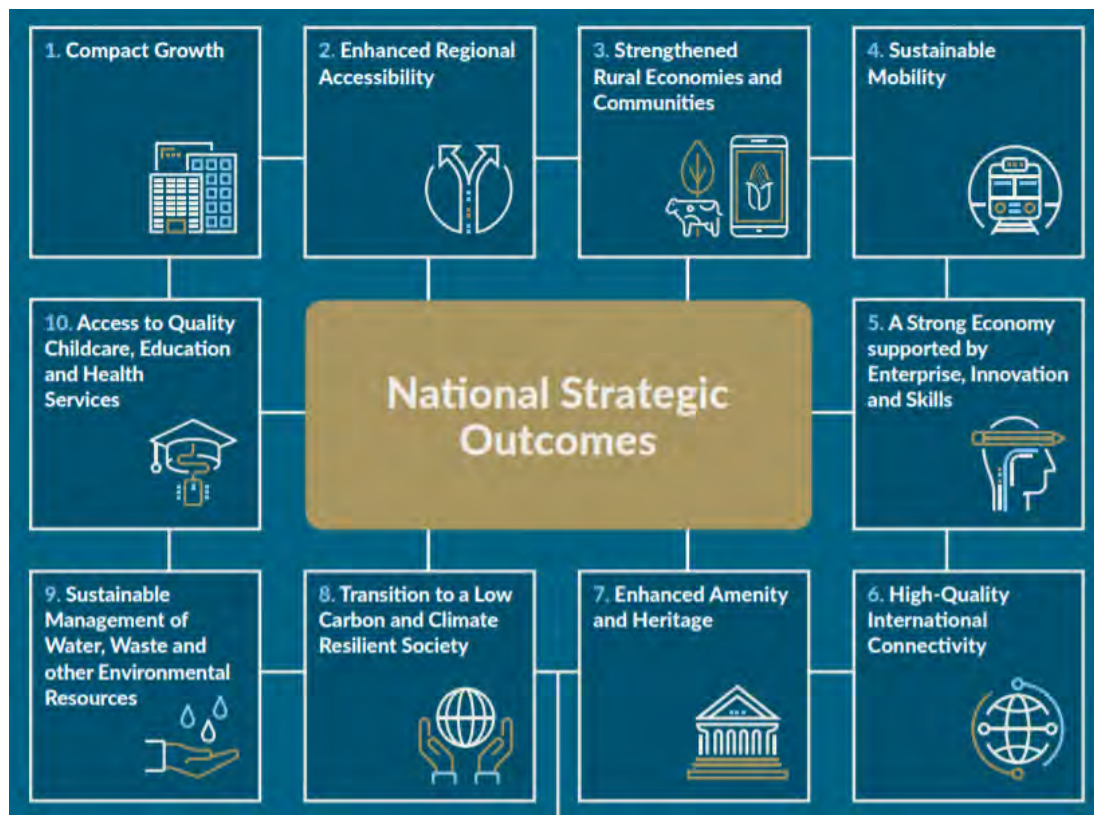 1. Compact Growth
2. Enhanced Regional
Accessibility
3. Strengthened
Rural Economies and
Communities
4. Sustainable
Mobility
10. Access to Quality
Childcare, Education
and Health
Services
National Strategic
Outcomes
5. A Strong Economy
supported by
Enterprise, Innovation
and Skills
9. Sustainable
Management of
Water, Waste and
other Environmental
Resources
8. Transition to a Low
Carbon and Climate
Resilient Society
7. Enhanced Amenity
and Heritage
6. High-Quality
International
Connectivity